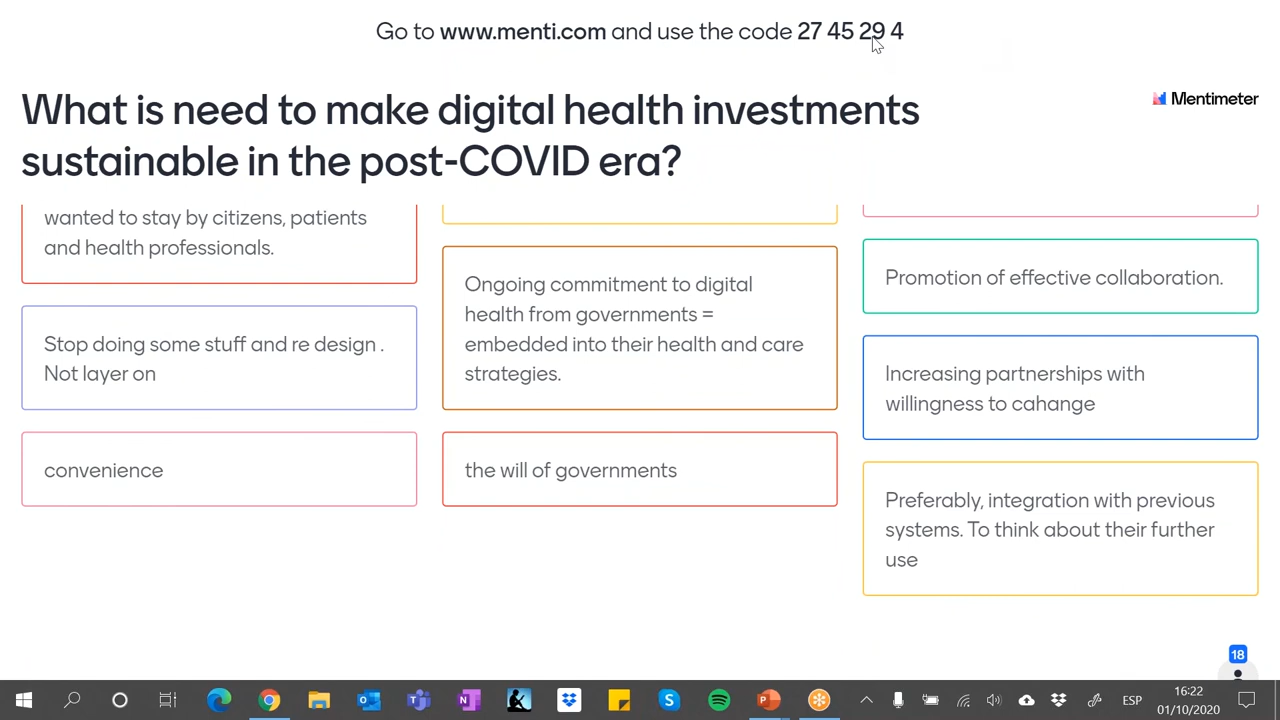 Go to www.menti.com and use the code 27 45 29 4
What is need to make digital health investments
sustainable in the post-COVID era?
Mentimeter
wanted to stay by citizens, patients
and health professionals.
Stop doing some stuff and re design .
Not layer on
convenience
Ongoing commitment to digital
health from governments =
embedded into their health and care
strategies.
the will of governments
Promotion of effective collaboration.
Increasing partnerships with
willingness to cahange
Preferably, integration with previous
systems. To think about their further
use
18
ESP
16:22
01/10/2020